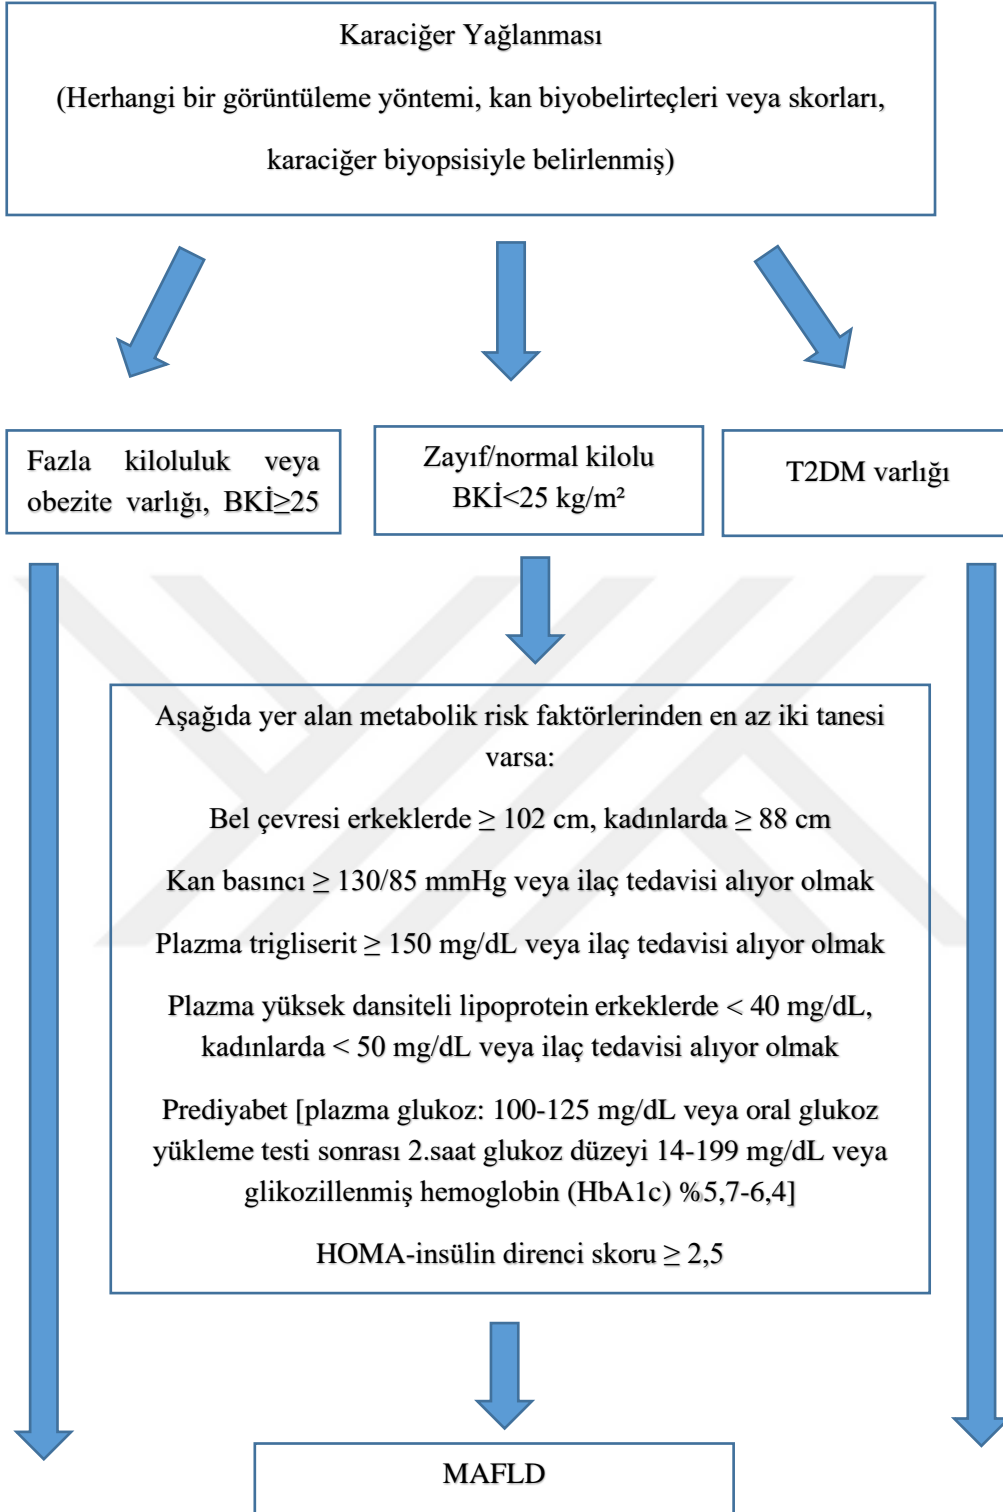 Karaciğer Yağlanması
(Herhangi bir görüntüleme yöntemi, kan biyobelirteçleri veya skorları,
karaciğer biyopsisiyle belirlenmiş)
Fazla kiloluluk veya
obezite varlığı, BKİ≥25
Zayıf/normal kilolu
BKİ<25 kg/m²
T2DM varlığı
Aşağıda yer alan metabolik risk faktörlerinden en az iki tanesi
varsa:
Bel çevresi erkeklerde ≥ 102 cm, kadınlarda ≥ 88 cm
Kan basıncı ≥ 130/85 mmHg veya ilaç tedavisi alıyor olmak
Plazma trigliserit ≥ 150 mg/dL veya ilaç tedavisi alıyor olmak
Plazma yüksek dansiteli lipoprotein erkeklerde < 40 mg/dL,
kadınlarda < 50 mg/dL veya ilaç tedavisi alıyor olmak
Prediyabet [plazma glukoz: 100-125 mg/dL veya oral glukoz
yükleme testi sonrası 2.saat glukoz düzeyi 14-199 mg/dL veya
glikozillenmiş hemoglobin (HbA1c) %5,7-6,4]
HOMA-insülin direnci skoru ≥ 2,5
MAFLD